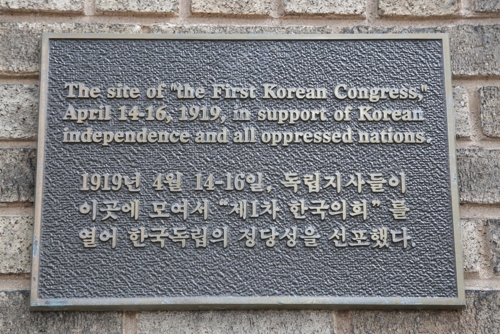 The site of "the First Korean Congress,"
April 14-16, 1919, in support of Korean
independence and all oppressed nations.
1919년 4월 14-16일, 독립지사들이
이곳에 모여서 “제1차 한국의회” 를
열어 한국독립의 정당성을 선포했다.